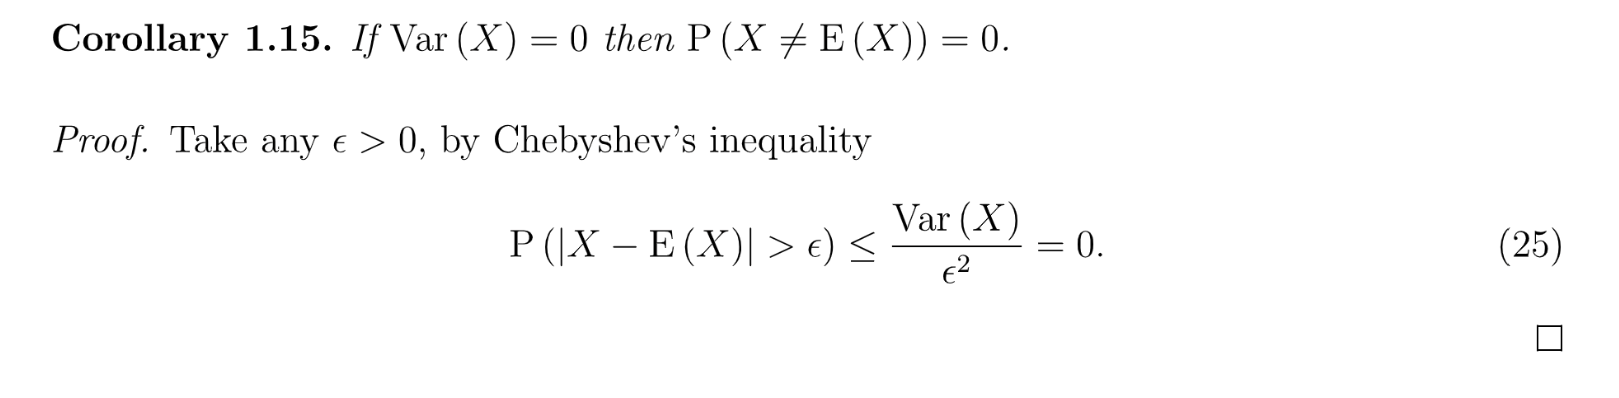 Corollary 1.15. If Var (X) = 0 then P (X ≠ E (X)) = 0.
Proof. Take any ϵ > 0, by Chebyshev's inequality
P (|X − E (X)| > ϵ) ≤ Var (X) / ϵ² = 0. (25)
□